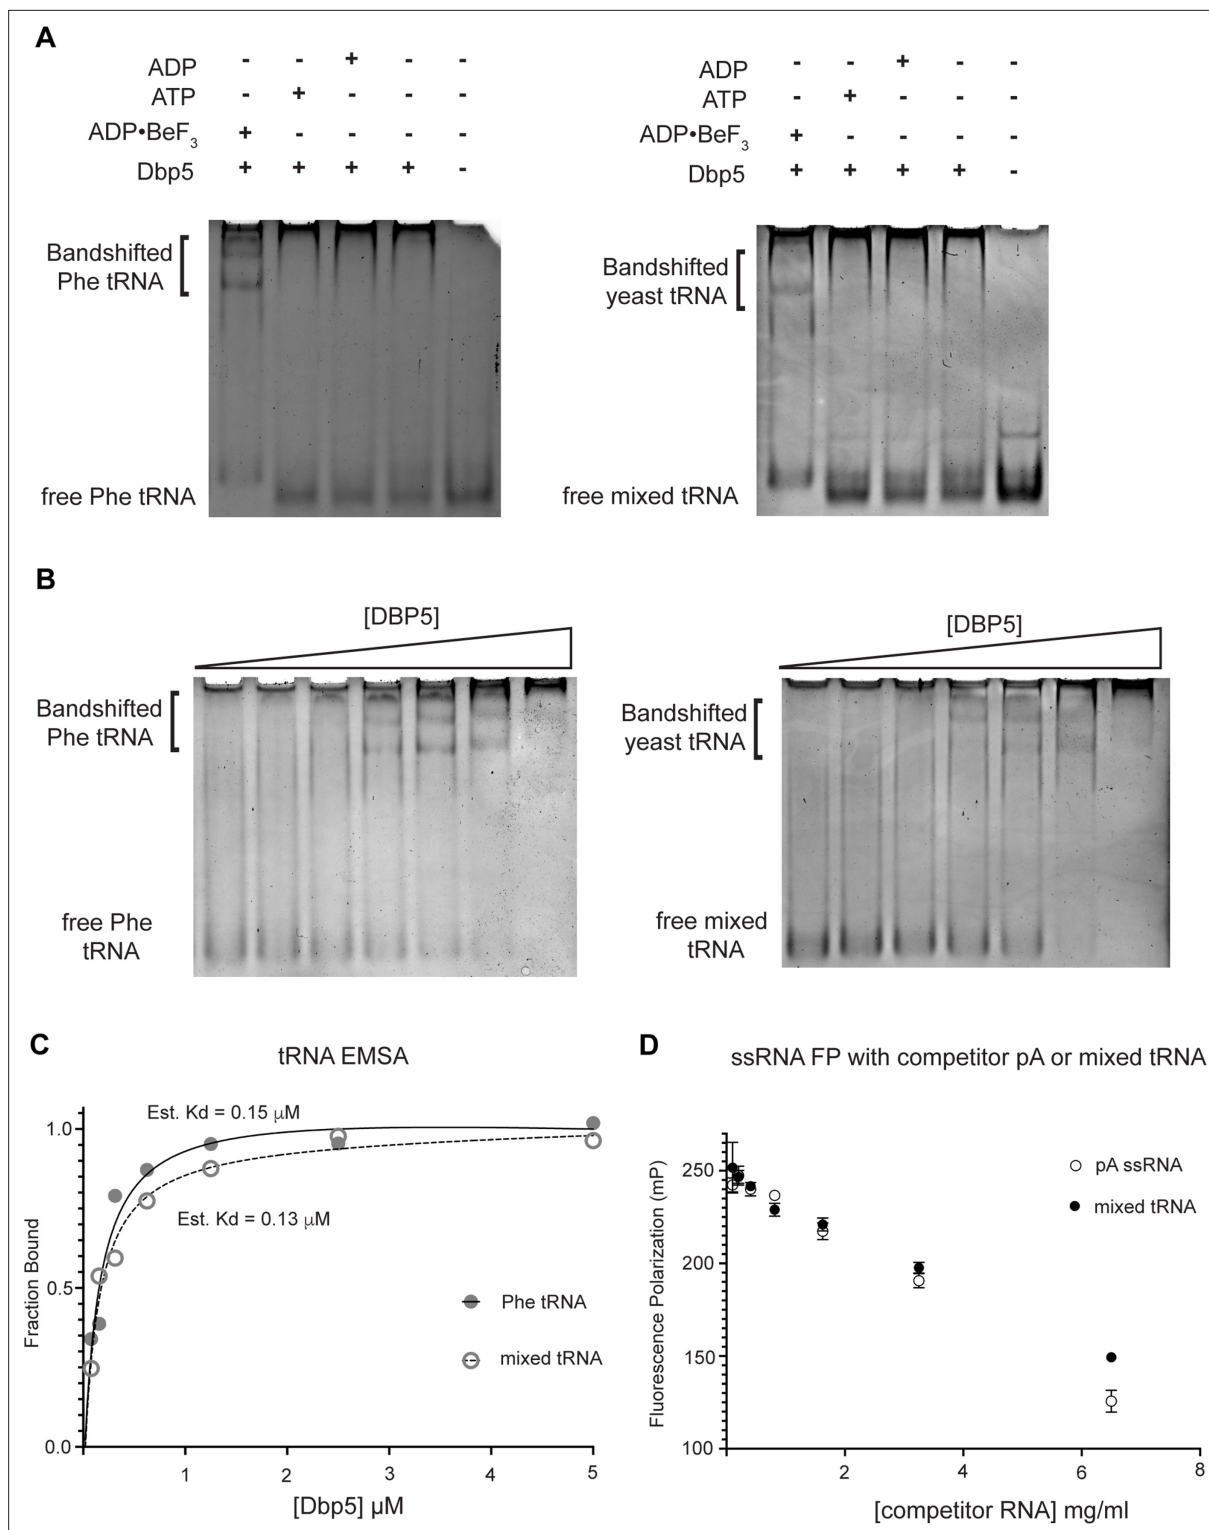 A
ADP - - + - -
ATP - + - - -
ADP•BeF3 + - - - -
Dbp5 + + + + -
Bandshifted
Phe tRNA
free Phe tRNA
ADP - - + - -
ATP - + - - -
ADP•BeF3 + - - - -
Dbp5 + + + + -
Bandshifted
yeast tRNA
free mixed tRNA
B
[DBP5]
Bandshifted
Phe tRNA
free Phe
tRNA
[DBP5]
Bandshifted
yeast tRNA
free mixed
tRNA
C
tRNA EMSA
Est. Kd = 0.15 μM
Est. Kd = 0.13 μM
Phe tRNA
mixed tRNA
Fraction Bound
1.0
0.5
0.0
1 2 3 4 5
[Dbp5] μM
D
ssRNA FP with competitor pA or mixed tRNA
pA ssRNA
mixed tRNA
Fluorescence Polarization (mP)
250
200
150
100
2 4 6 8
[competitor RNA] mg/ml